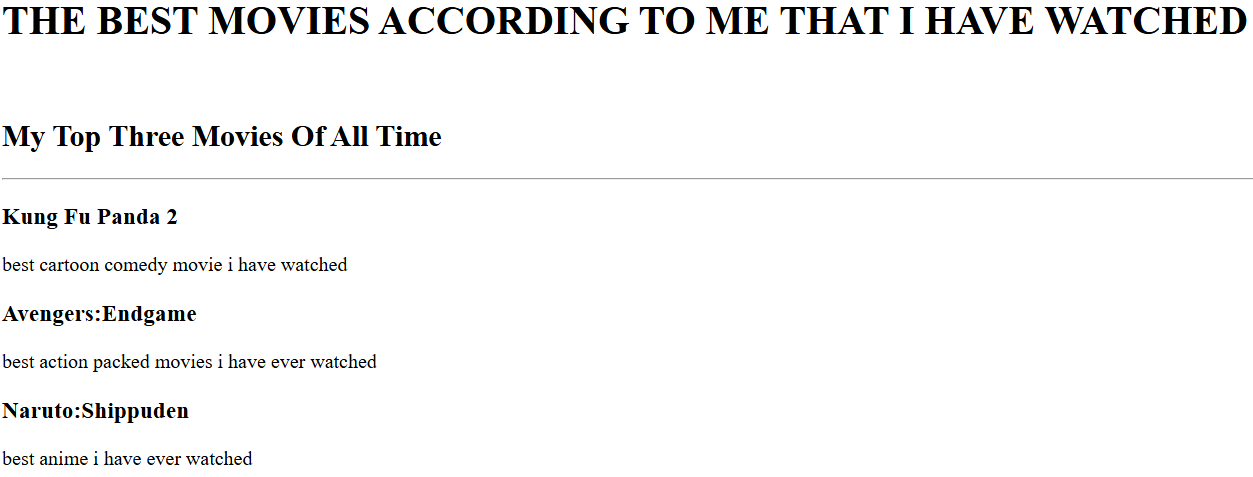 THE BEST MOVIES ACCORDING TO ME THAT I HAVE WATCHED
My Top Three Movies Of All Time
Kung Fu Panda 2
best cartoon comedy movie i have watched
Avengers:Endgame
best action packed movies i have ever watched
Naruto:Shippuden
best anime i have ever watched